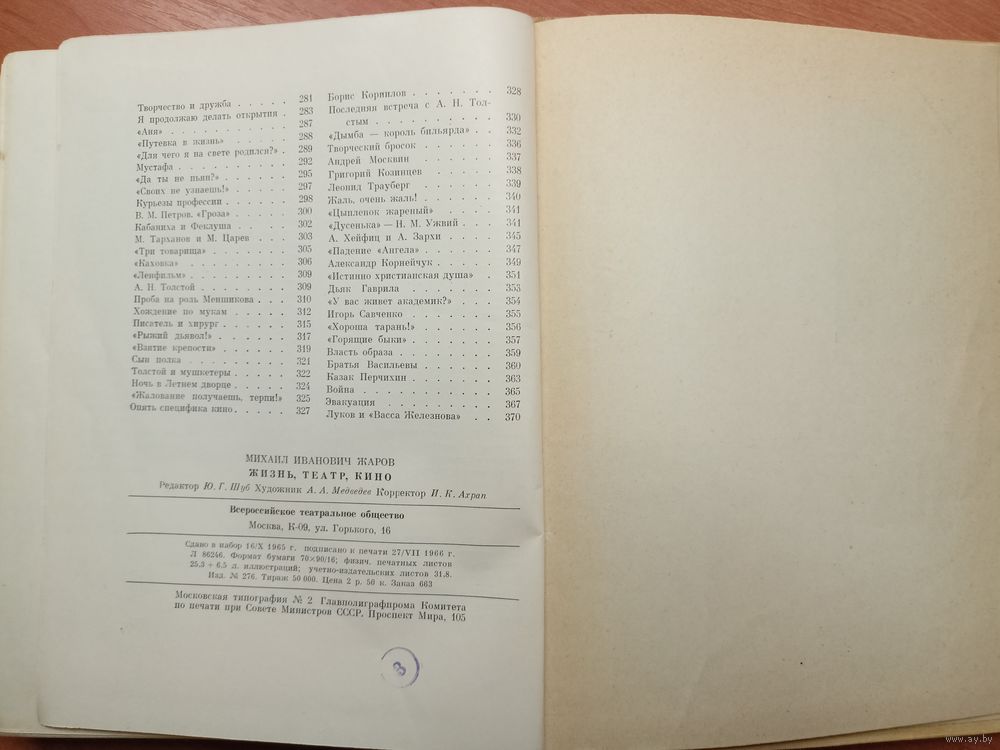 Творчество и дружба . . . . . 281
Я продолжаю делать открытия . 283
«Аня» . . . . . . . . . . 287
«Путевка в жизнь» . . . . . . 288
«Для чего я на свете родился?» . 289
Мустафа . . . . . . . . . 292
«Да ты не пьян?» . . . . . . 295
«Своих не узнаешь!» . . . . . 297
Курьезы профессии . . . . . . 298
В. М. Петров. «Гроза» . . . . . 300
Кабаниха и Феклуша . . . . . 302
М. Тарханов и М. Царев . . . 303
«Три товарища» . . . . . . . 305
«Каховка» . . . . . . . . . 306
«Ленфильм» . . . . . . . . . 309
А. Н. Толстой . . . . . . . 309
Проба на роль Меншикова . . . 310
Хождение по мукам . . . . . 312
Писатель и хирург . . . . . . 315
«Рыжий дьявол!» . . . . . . 317
«Взятие крепости» . . . . . . 319
Сын полка . . . . . . . . . 321
Толстой и мушкетеры . . . . . 322
Ночь в Летнем дворце . . . . . 324
«Жалование получаешь, терпи!» 325
Опять специфика кино . . . . . 327
Борис Корнилов . . . . . . . 328
Последняя встреча с А. Н. Тол-
стым . . . . . . . . . 330
«Дымба — король бильярда» . . 332
Творческий бросок . . . . . . 336
Андрей Москвин . . . . . . 337
Григорий Козинцев . . . . . . 338
Леонид Трауберг . . . . . . 339
Жаль, очень жаль! . . . . . . 340
«Цыпленок жареный» . . . . 341
«Дусенька» — Н. М. Ужвий . . . 341
А. Хейфиц и А. Зархи . . . . 345
«Падение «Ангела» . . . . . . 347
Александр Корнейчук . . . . . 349
«Истинно христианская душа» . 351
Дьяк Гаврила . . . . . . . 353
«У вас живет академик?» . . . 354
Игорь Савченко . . . . . . . 355
«Хороша тарань!» . . . . . . 356
«Горящие быки» . . . . . . . 357
Власть образа . . . . . . . 359
Братья Васильевы . . . . . . 360
Казак Перчихин . . . . . . . 363
Война . . . . . . . . . . 365
Эвакуация . . . . . . . . . 367
Луков и «Васса Железнова» . . 370
МИХАИЛ ИВАНОВИЧ ЖАРОВ
ЖИЗНЬ, ТЕАТР, КИНО
Редактор Ю. Г. Шуб Художник А. А. Медведев Корректор И. К. Ахрап
Всероссийское театральное общество
Москва, К-09, ул. Горького, 16
Сдано в набор 16/X 1965 г. подписано к печати 27/VII 1966 г.
Л 86246. Формат бумаги 70×90/16; физич. печатных листов
25.3 + 6.5 л. иллюстраций; учетно-издательских листов 31.8.
Изд. № 276. Тираж 50 000. Цена 2 р. 50 к. Заказ 663
Московская типография № 2 Главполиграфпрома Комитета
по печати при Совете Министров СССР. Проспект Мира, 105
www.ay.by